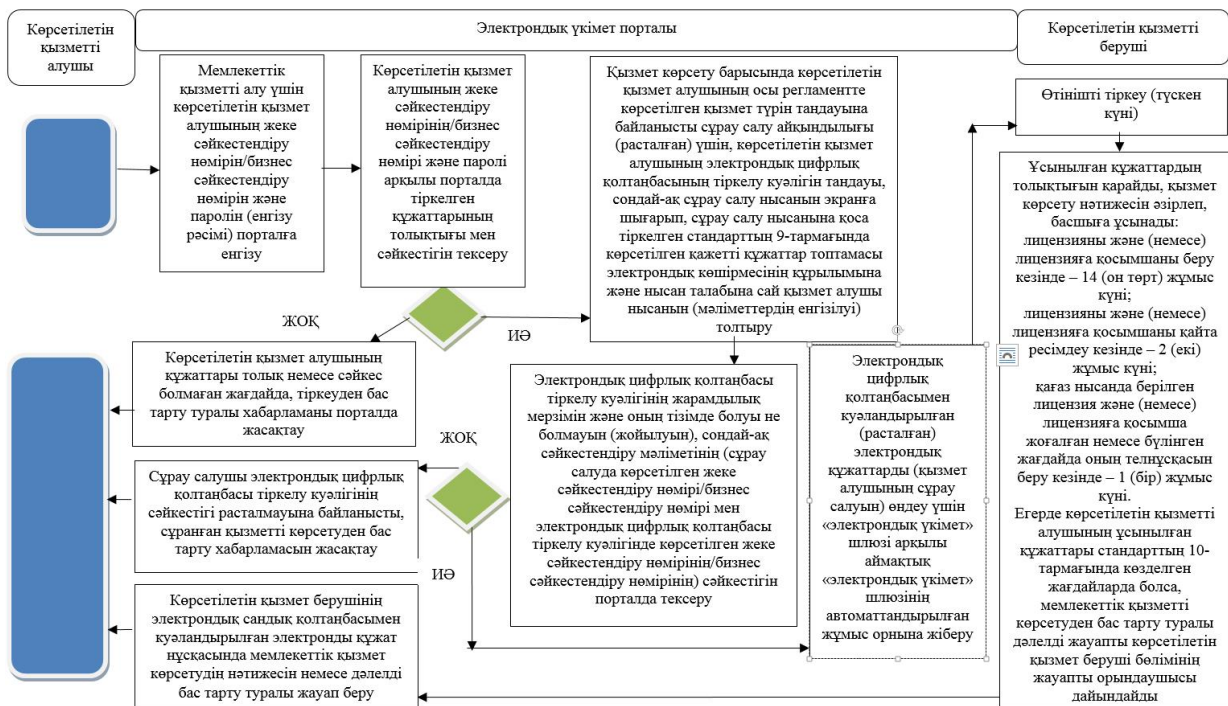 Көрсетілетін
қызметті
алушы
Электрондық үкімет порталы
Көрсетілетін қызметті
беруші
Мемлекеттік
қызметті алу үшін
көрсетілетін қызмет
алушының жеке
сәйкестендіру
нөмірін/бизнес
сәйкестендіру
нөмірін және
паролін (енгізу
рәсімі) порталға
енгізу
Көрсетілетін қызмет
алушының жеке
сәйкестендіру
нөмірінің/бизнес
сәйкестендіру
нөмірі және паролі
арқылы порталда
тіркелген
құжаттарының
толықтығы мен
сәйкестігін тексеру
Қызмет көрсету барысында көрсетілетін
қызмет алушының осы регламентте
көрсетілген қызмет түрін таңдауына
байланысты сұрау салу айқындылығы
(расталған) үшін, көрсетілетін қызмет
алушының электрондық цифрлық
қолтаңбасының тіркелу куәлігін таңдауы,
сондай-ақ сұрау салу нысанын экранға
шығарып, сұрау салу нысанына қоса
тіркелген стандарттың 9-тармағында
көрсетілген қажетті құжаттар топтамасы
электрондық көшірмесінің құрылымына
және нысан талабына сай қызмет алушы
нысанын (мәліметтердің енгізілуі)
толтыру
Өтінішті тіркеу (түскен
күні)
Ұсынылған құжаттардың
толықтығын қарайды, қызмет
көрсету нәтижесін әзірлеп,
басшыға ұсынады:
лицензияны және (немесе)
лицензияға қосымшаны беру
кезінде – 14 (он төрт) жұмыс
күні;
лицензияны және (немесе)
лицензияға қосымшаны қайта
ресімдеу кезінде – 2 (екі)
жұмыс күні;
қағаз нысанда берілген
лицензия және (немесе)
лицензияға қосымша
жоғалған немесе бүлінген
жағдайда оның телнұсқасын
беру кезінде – 1 (бір) жұмыс
күні.
Егерде көрсетілетін қызметті
алушының ұсынылған
құжаттары стандарттың 10-
тармағында көзделген
жағдайларда болса,
мемлекеттік қызметті
көрсетуден бас тарту туралы
дәлелді жауапты көрсетілетін
қызмет беруші бөлімінің
жауапты орындаушысы
дайындайды
ЖОҚ
ИӘ
Көрсетілетін қызмет алушының
құжаттары толық немесе сәйкес
болмаған жағдайда, тіркеуден бас
тарту туралы хабарламаны порталда
жасақтау
Электрондық цифрлық қолтаңбасы
тіркелу куәлігінің жарамдылық
мерзімін және оның тізімде болуы не
болмауын (жойылуын), сондай-ақ
сәйкестендіру мәліметінің (сұрау
салуда көрсетілген жеке
сәйкестендіру нөмірі/бизнес
сәйкестендіру нөмірі мен
электрондық цифрлық қолтаңбасы
тіркелу куәлігінде көрсетілген жеке
сәйкестендіру нөмірінің/бизнес
сәйкестендіру нөмірінің) сәйкестігін
порталда тексеру
Электрондық
цифрлық
қолтаңбасымен
куәландырылған
(расталған)
электрондық
құжаттарды (қызмет
алушының сұрау
салуын) өңдеу үшін
«электрондық үкімет»
шлюзі арқылы
аймақтық
«электрондық үкімет»
шлюзінің
автоматтандырылған
жұмыс орнына жіберу
ЖОҚ
Сұрау салушы электрондық цифрлық
қолтаңбасы тіркелу куәлігінің
сәйкестігі расталмауына байланысты,
сұранған қызметті көрсетуден бас
тарту хабарламасын жасақтау
ИӘ
Көрсетілетін қызмет берушінің
электрондық сандық қолтаңбасымен
куәландырылған электронды құжат
нұсқасында мемлекеттік қызмет
көрсетудің нәтижесін немесе дәлелді
бас тарту туралы жауап беру